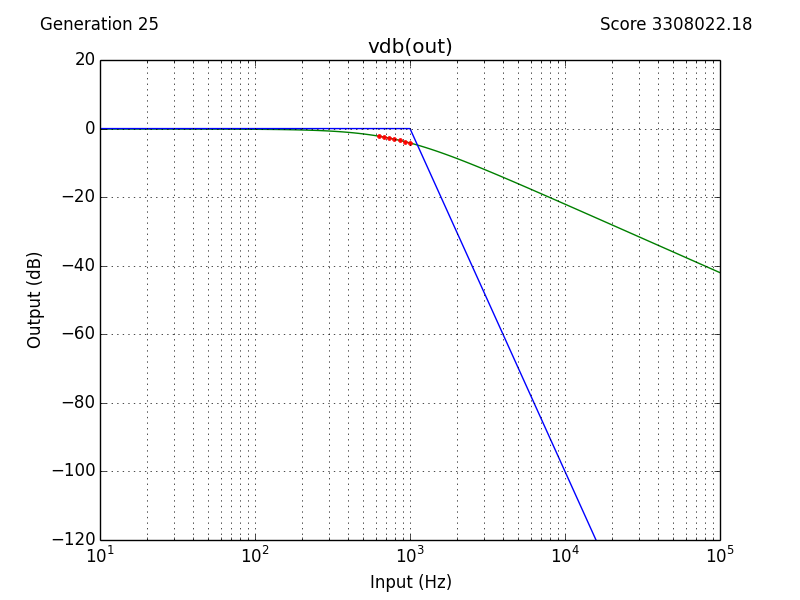 Generation 25
Score 3308022.18
vdb(out)
20
0
−20
−40
−60
−80
−100
−120
Output (dB)
10¹
10²
10³
10⁴
10⁵
Input (Hz)